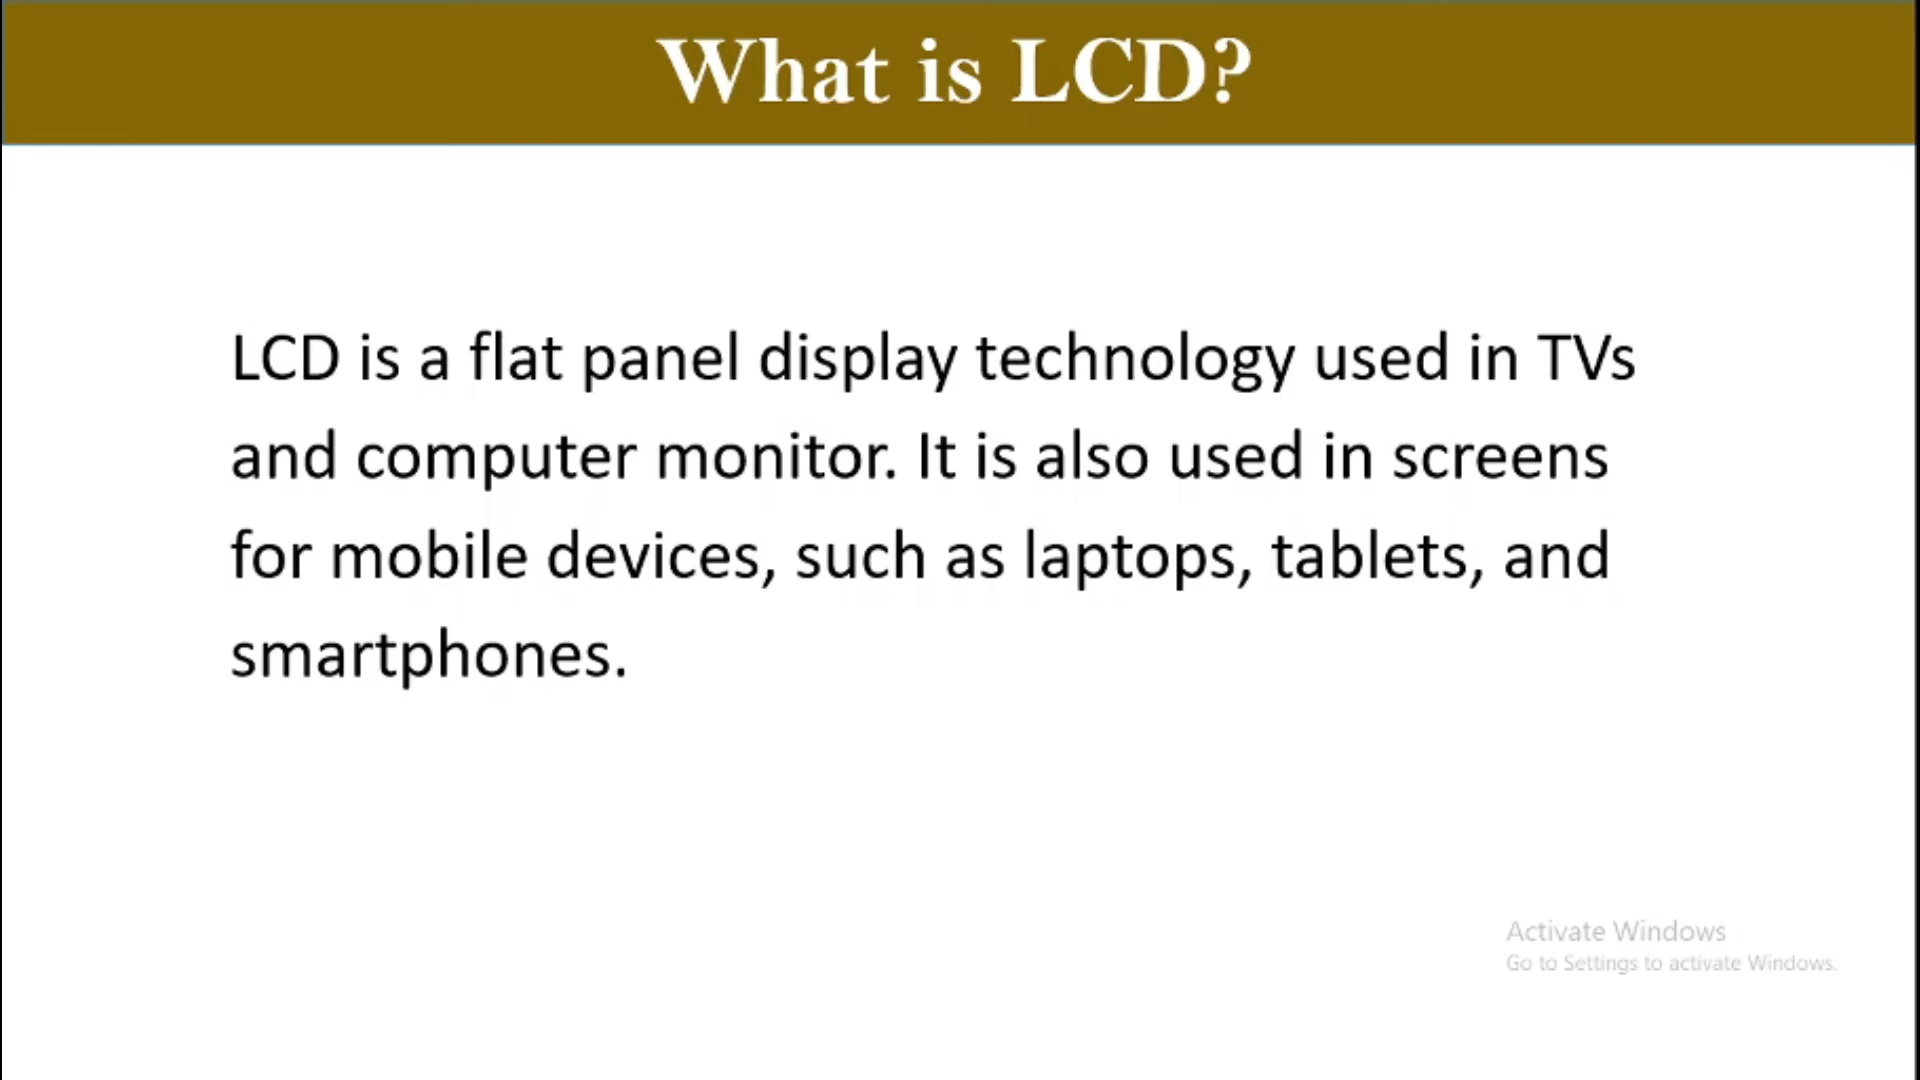 What is LCD?
LCD is a flat panel display technology used in TVs
and computer monitor. It is also used in screens
for mobile devices, such as laptops, tablets, and
smartphones.
Activate Windows
Go to Settings to activate Windows.